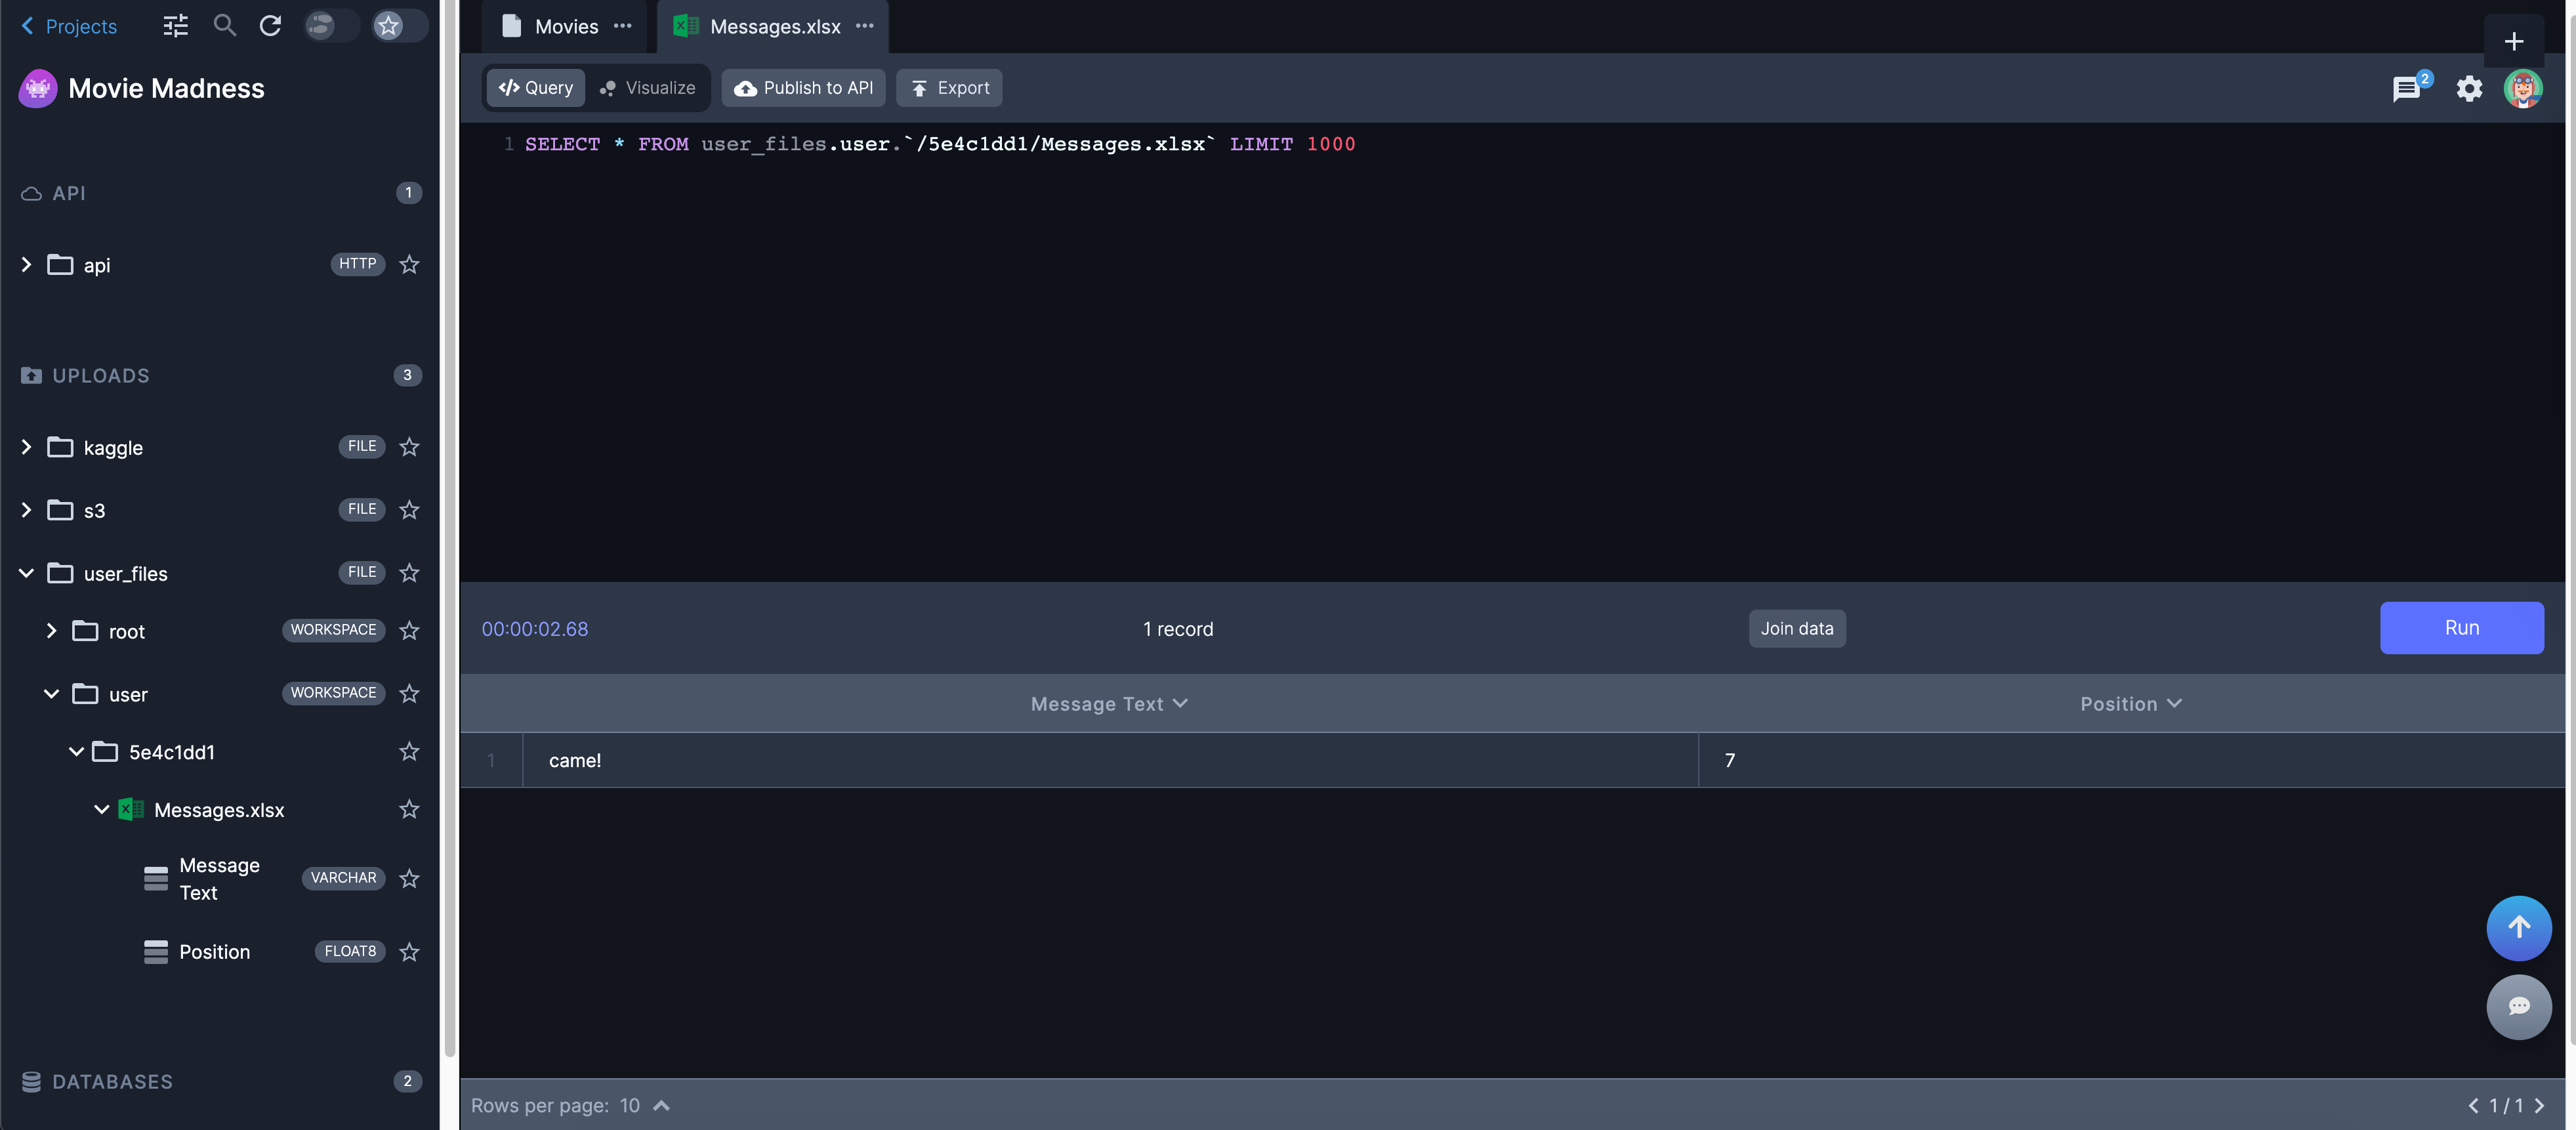 Projects
Movie Madness
API 1
api HTTP
UPLOADS 3
kaggle FILE
s3 FILE
user_files FILE
root WORKSPACE
user WORKSPACE
5e4c1dd1
Messages.xlsx
Message Text VARCHAR
Position FLOAT8
DATABASES 2
Movies ··· Messages.xlsx ···
+
</> Query Visualize Publish to API Export 2
1 SELECT * FROM user_files.user.`/5e4c1dd1/Messages.xlsx` LIMIT 1000
00:00:02.68 1 record Join data Run
Message Text Position
1 came! 7
Rows per page: 10 1 / 1